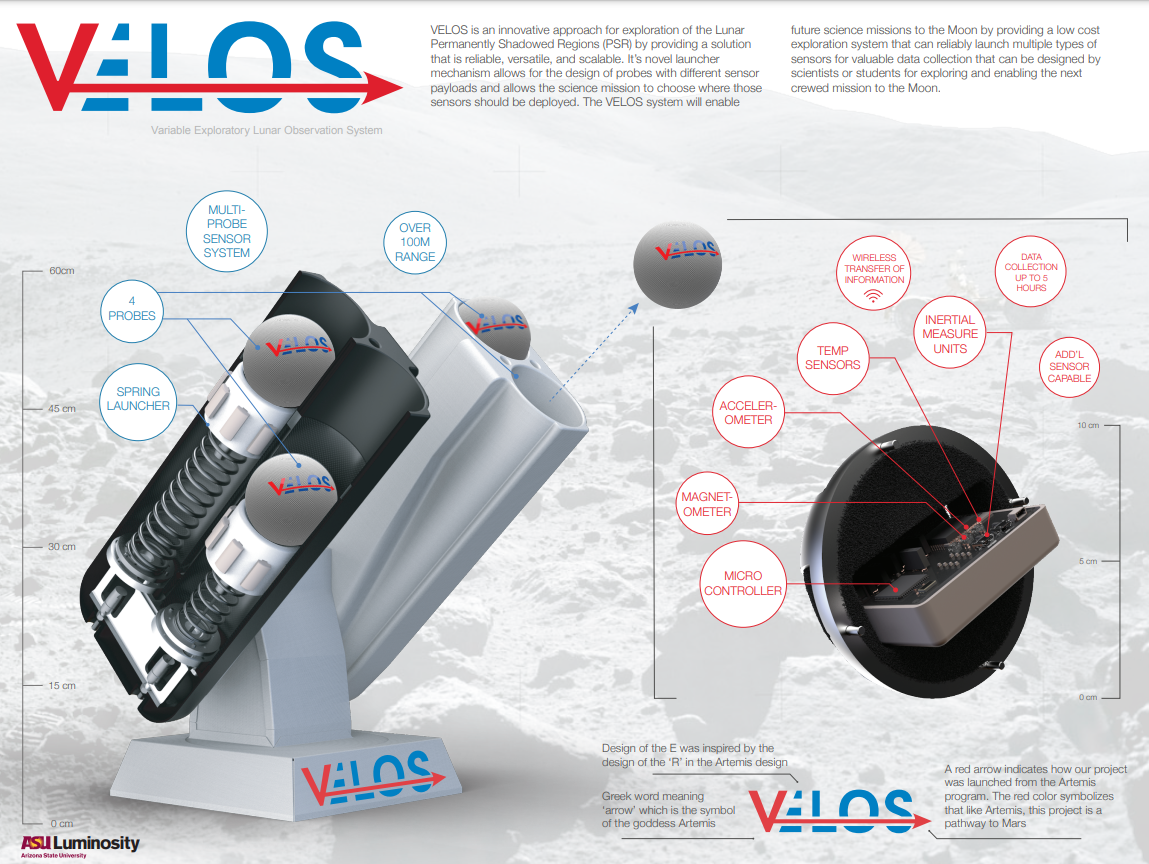 VELOS
Variable Exploratory Lunar Observation System
VELOS is an innovative approach for exploration of the Lunar
Permanently Shadowed Regions (PSR) by providing a solution
that is reliable, versatile, and scalable. It's novel launcher
mechanism allows for the design of probes with different sensor
payloads and allows the science mission to choose where those
sensors should be deployed. The VELOS system will enable
future science missions to the Moon by providing a low cost
exploration system that can reliably launch multiple types of
sensors for valuable data collection that can be designed by
scientists or students for exploring and enabling the next
crewed mission to the Moon.
MULTI-
PROBE
SENSOR
SYSTEM
OVER
100M
RANGE
4
PROBES
SPRING
LAUNCHER
60cm
45 cm
30 cm
15 cm
0 cm
VELOS
VELOS
VELOS
VELOS
VELOS
WIRELESS
TRANSFER OF
INFORMATION
DATA
COLLECTION
UP TO 5
HOURS
INERTIAL
MEASURE
UNITS
TEMP
SENSORS
ADD'L
SENSOR
CAPABLE
ACCELER-
OMETER
MAGNET-
OMETER
MICRO
CONTROLLER
10 cm
5 cm
0 cm
Design of the E was inspired by the
design of the 'R' in the Artemis design
Greek word meaning
'arrow' which is the symbol
of the goddess Artemis
VELOS
A red arrow indicates how our project
was launched from the Artemis
program. The red color symbolizes
that like Artemis, this project is a
pathway to Mars
ASU Luminosity
Arizona State University